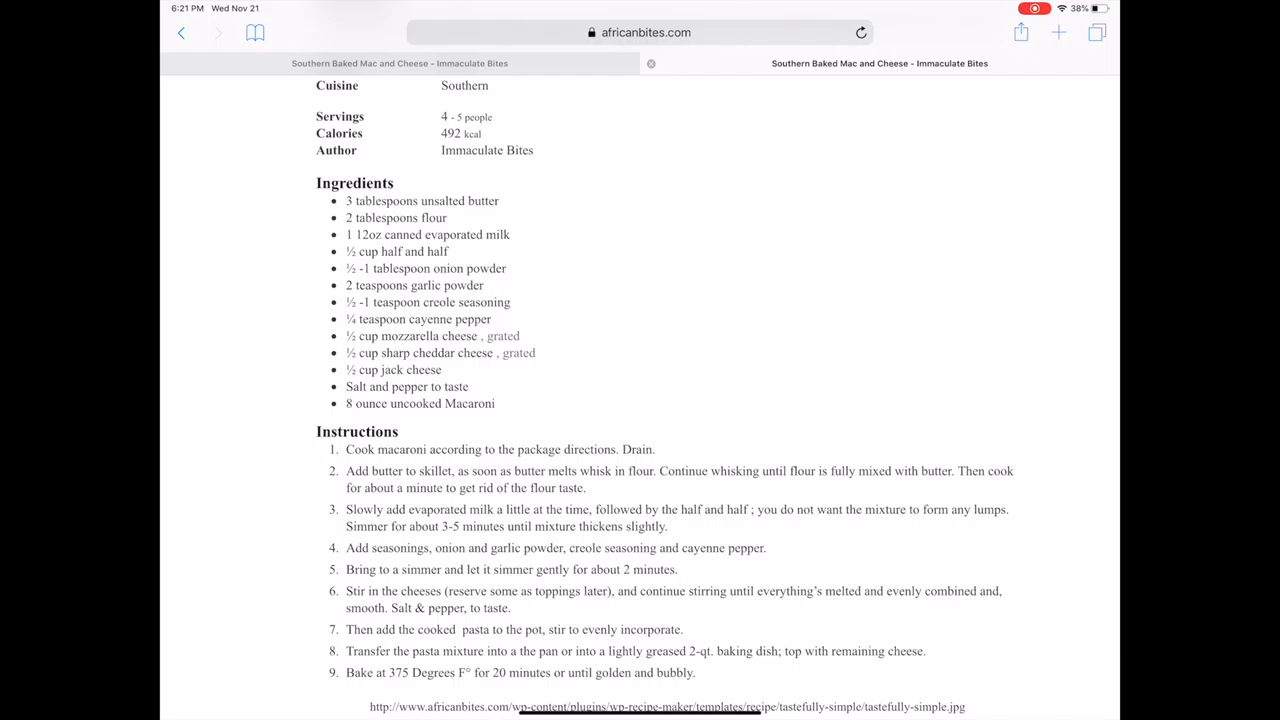 6:21 PM Wed Nov 21 38%
africanbites.com
Southern Baked Mac and Cheese - Immaculate Bites Southern Baked Mac and Cheese - Immaculate Bites
Cuisine Southern
Servings 4 - 5 people
Calories 492 kcal
Author Immaculate Bites
Ingredients
• 3 tablespoons unsalted butter
• 2 tablespoons flour
• 1 12oz canned evaporated milk
• ½ cup half and half
• ½ -1 tablespoon onion powder
• 2 teaspoons garlic powder
• ½ -1 teaspoon creole seasoning
• ¼ teaspoon cayenne pepper
• ½ cup mozzarella cheese , grated
• ½ cup sharp cheddar cheese , grated
• ½ cup jack cheese
• Salt and pepper to taste
• 8 ounce uncooked Macaroni
Instructions
1. Cook macaroni according to the package directions. Drain.
2. Add butter to skillet, as soon as butter melts whisk in flour. Continue whisking until flour is fully mixed with butter. Then cook
for about a minute to get rid of the flour taste.
3. Slowly add evaporated milk a little at the time, followed by the half and half ; you do not want the mixture to form any lumps.
Simmer for about 3-5 minutes until mixture thickens slightly.
4. Add seasonings, onion and garlic powder, creole seasoning and cayenne pepper.
5. Bring to a simmer and let it simmer gently for about 2 minutes.
6. Stir in the cheeses (reserve some as toppings later), and continue stirring until everything's melted and evenly combined and,
smooth. Salt & pepper, to taste.
7. Then add the cooked pasta to the pot, stir to evenly incorporate.
8. Transfer the pasta mixture into a the pan or into a lightly greased 2-qt. baking dish; top with remaining cheese.
9. Bake at 375 Degrees F° for 20 minutes or until golden and bubbly.
http://www.africanbites.com/wp-content/plugins/wp-recipe-maker/templates/recipe/tastefully-simple/tastefully-simple.jpg